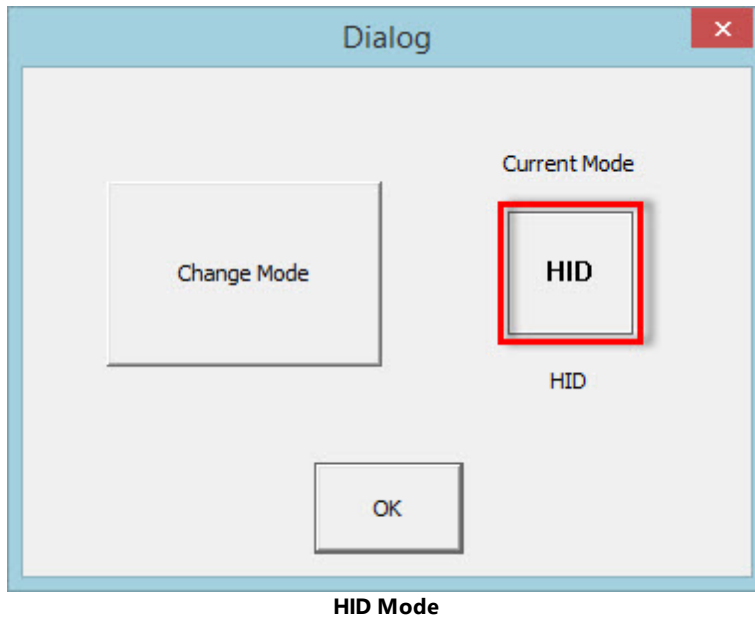 Dialog
Current Mode
Change Mode
HID
HID
OK
HID Mode